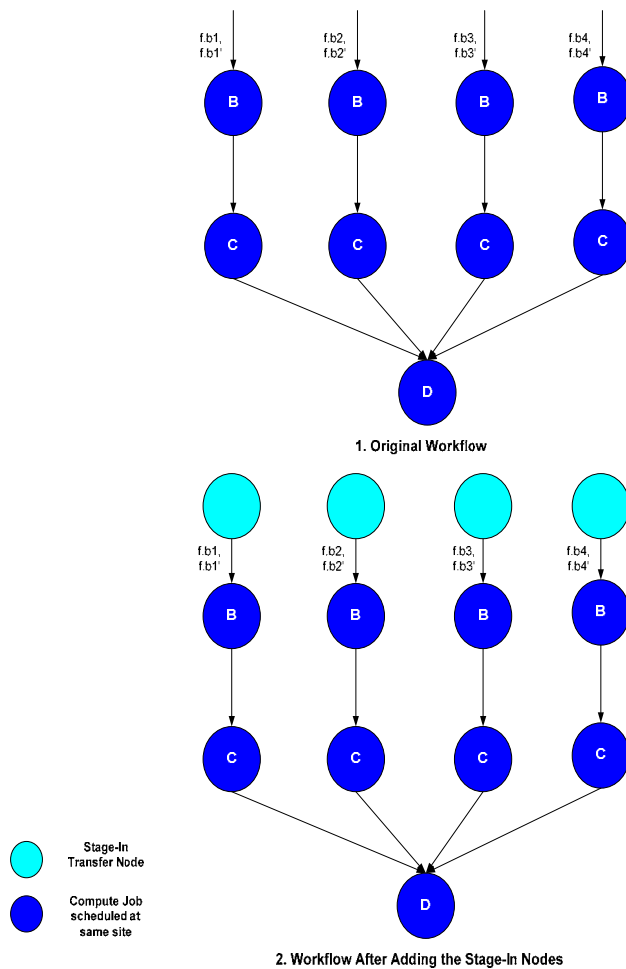 f.b1, f.b2, f.b3, f.b4,
f.b1' f.b2' f.b3' f.b4'
B B B B
C C C C
D
1. Original Workflow
f.b1, f.b2, f.b3, f.b4,
f.b1' f.b2' f.b3' f.b4'
B B B B
C C C C
Stage-In
Transfer Node
Compute Job
scheduled at
same site
D
2. Workflow After Adding the Stage-In Nodes